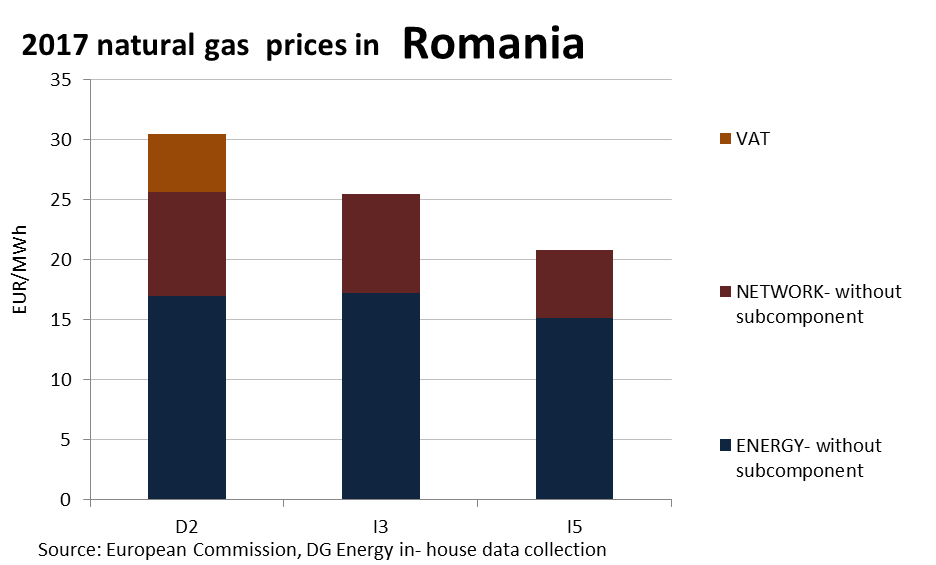 2017 natural gas  prices in  Romania
35
30
25
20
15
10
5
0
EUR/MWh
D2
I3
I5
VAT
NETWORK- without
subcomponent
ENERGY- without
subcomponent
Source: European Commission, DG Energy in- house data collection